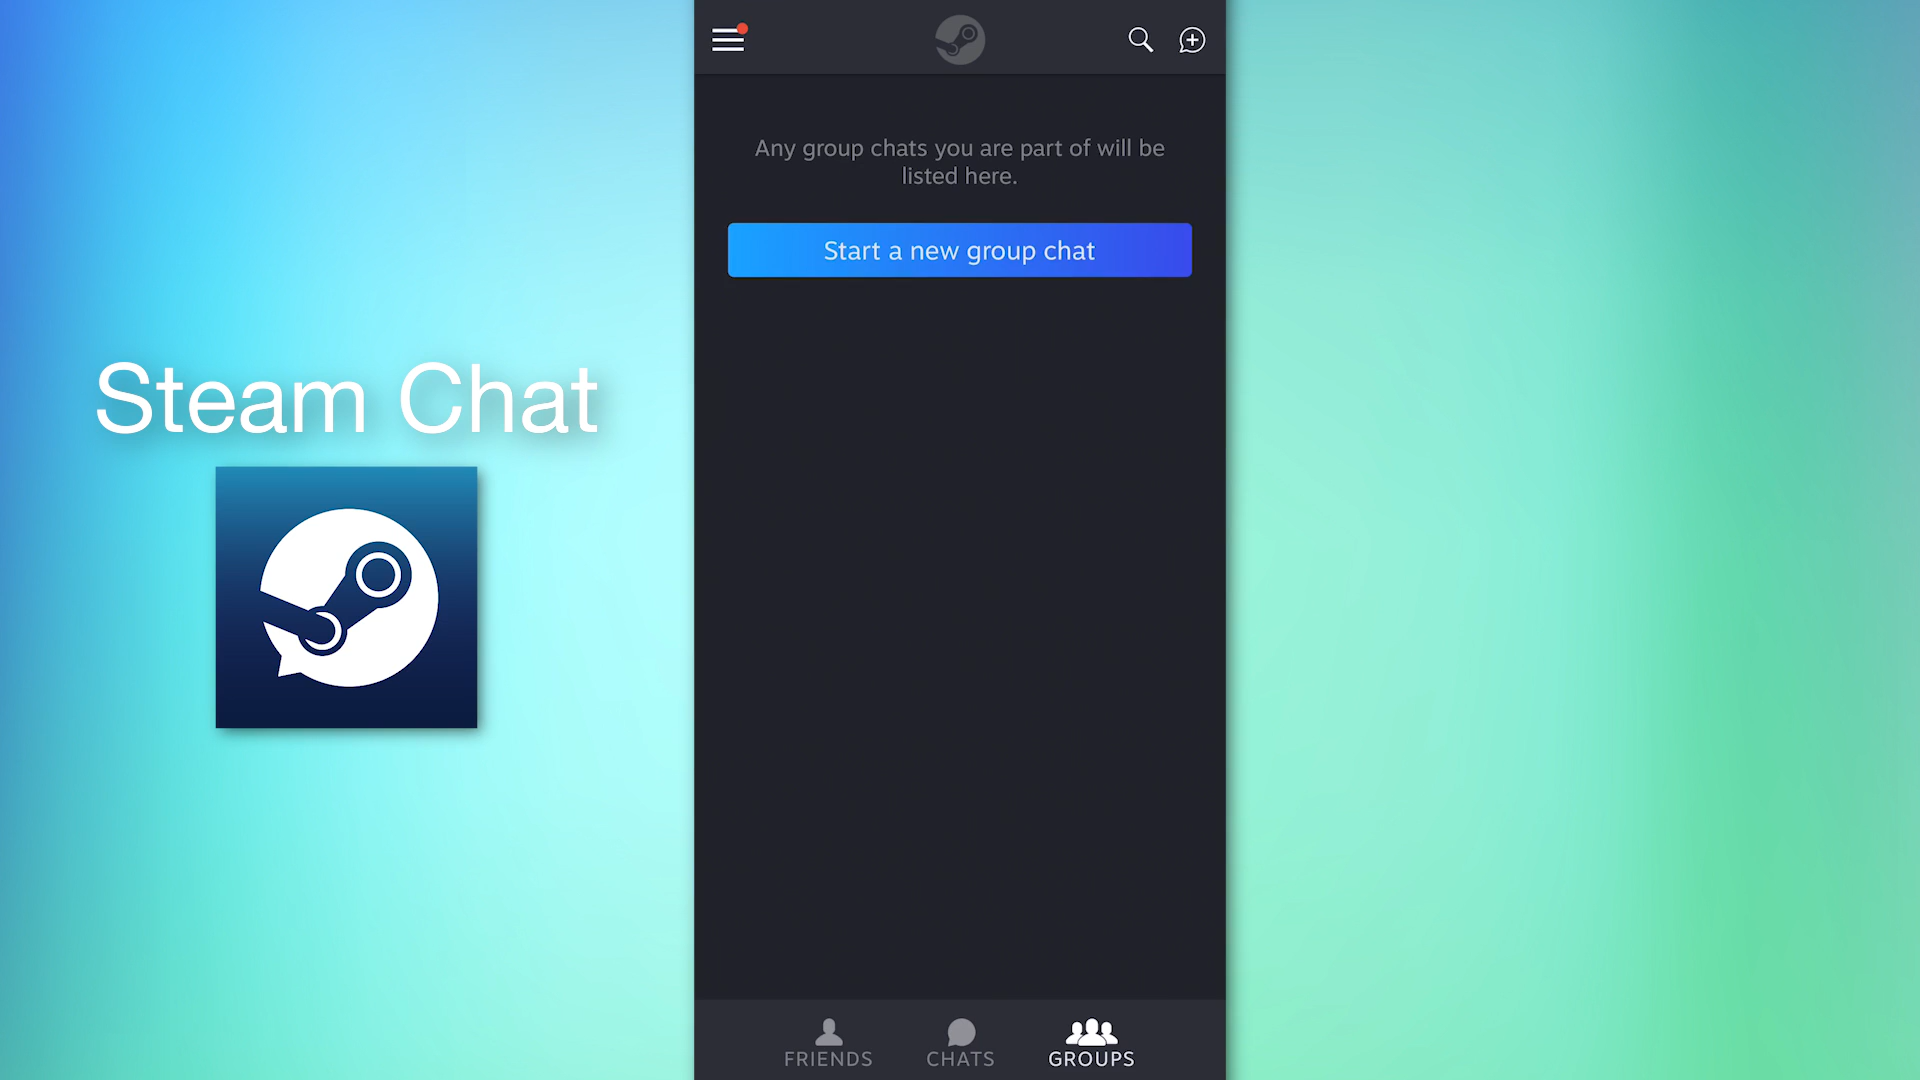 Steam Chat
Any group chats you are part of will be
listed here.
Start a new group chat
FRIENDS
CHATS
GROUPS